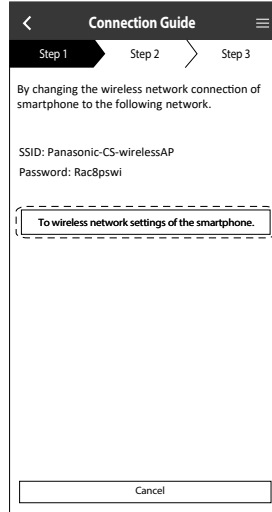 Connection Guide
Step 1
Step 2
Step 3
By changing the wireless network connection of
smartphone to the following network.
SSID: Panasonic-CS-wirelessAP
Password: Rac8pswi
To wireless network settings of the smartphone.
Cancel